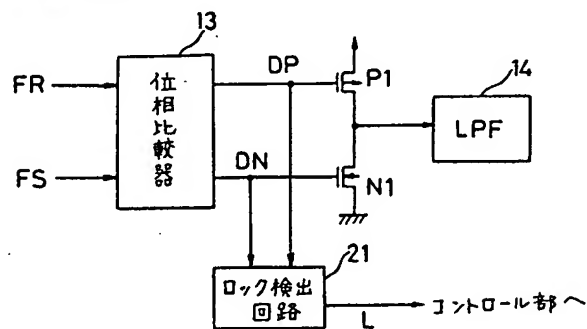 13
FR
FS
位相比較器
DP
DN
P1
N1
14
LPF
21
ロック検出
回路
L
コントロール部へ